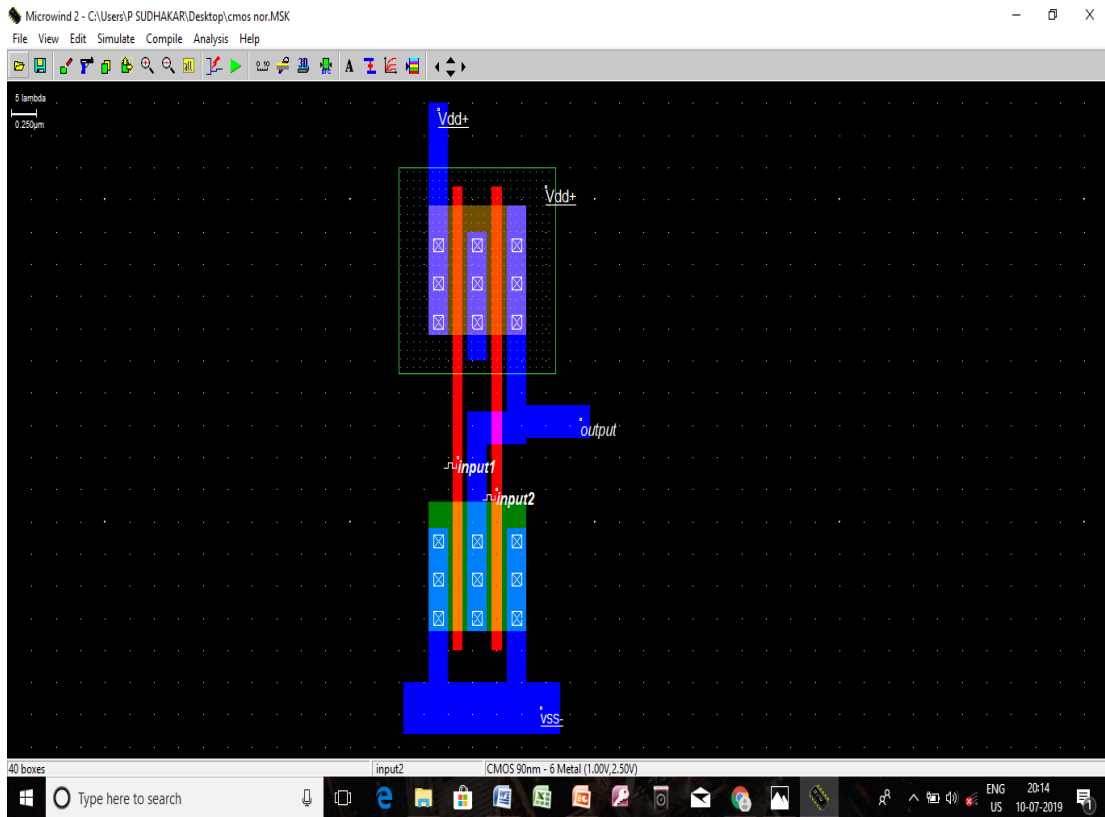 Microwind 2 - C:\Users\P SUDHAKAR\Desktop\cmos nor.MSK
File View Edit Simulate Compile Analysis Help
5 lambda
0.250µm
Vdd+
Vdd+
output
input1
input2
vss-
40 boxes input2 CMOS 90nm - 6 Metal (1.00V,2.50V)
Type here to search
ENG 20:14
US 10-07-2019